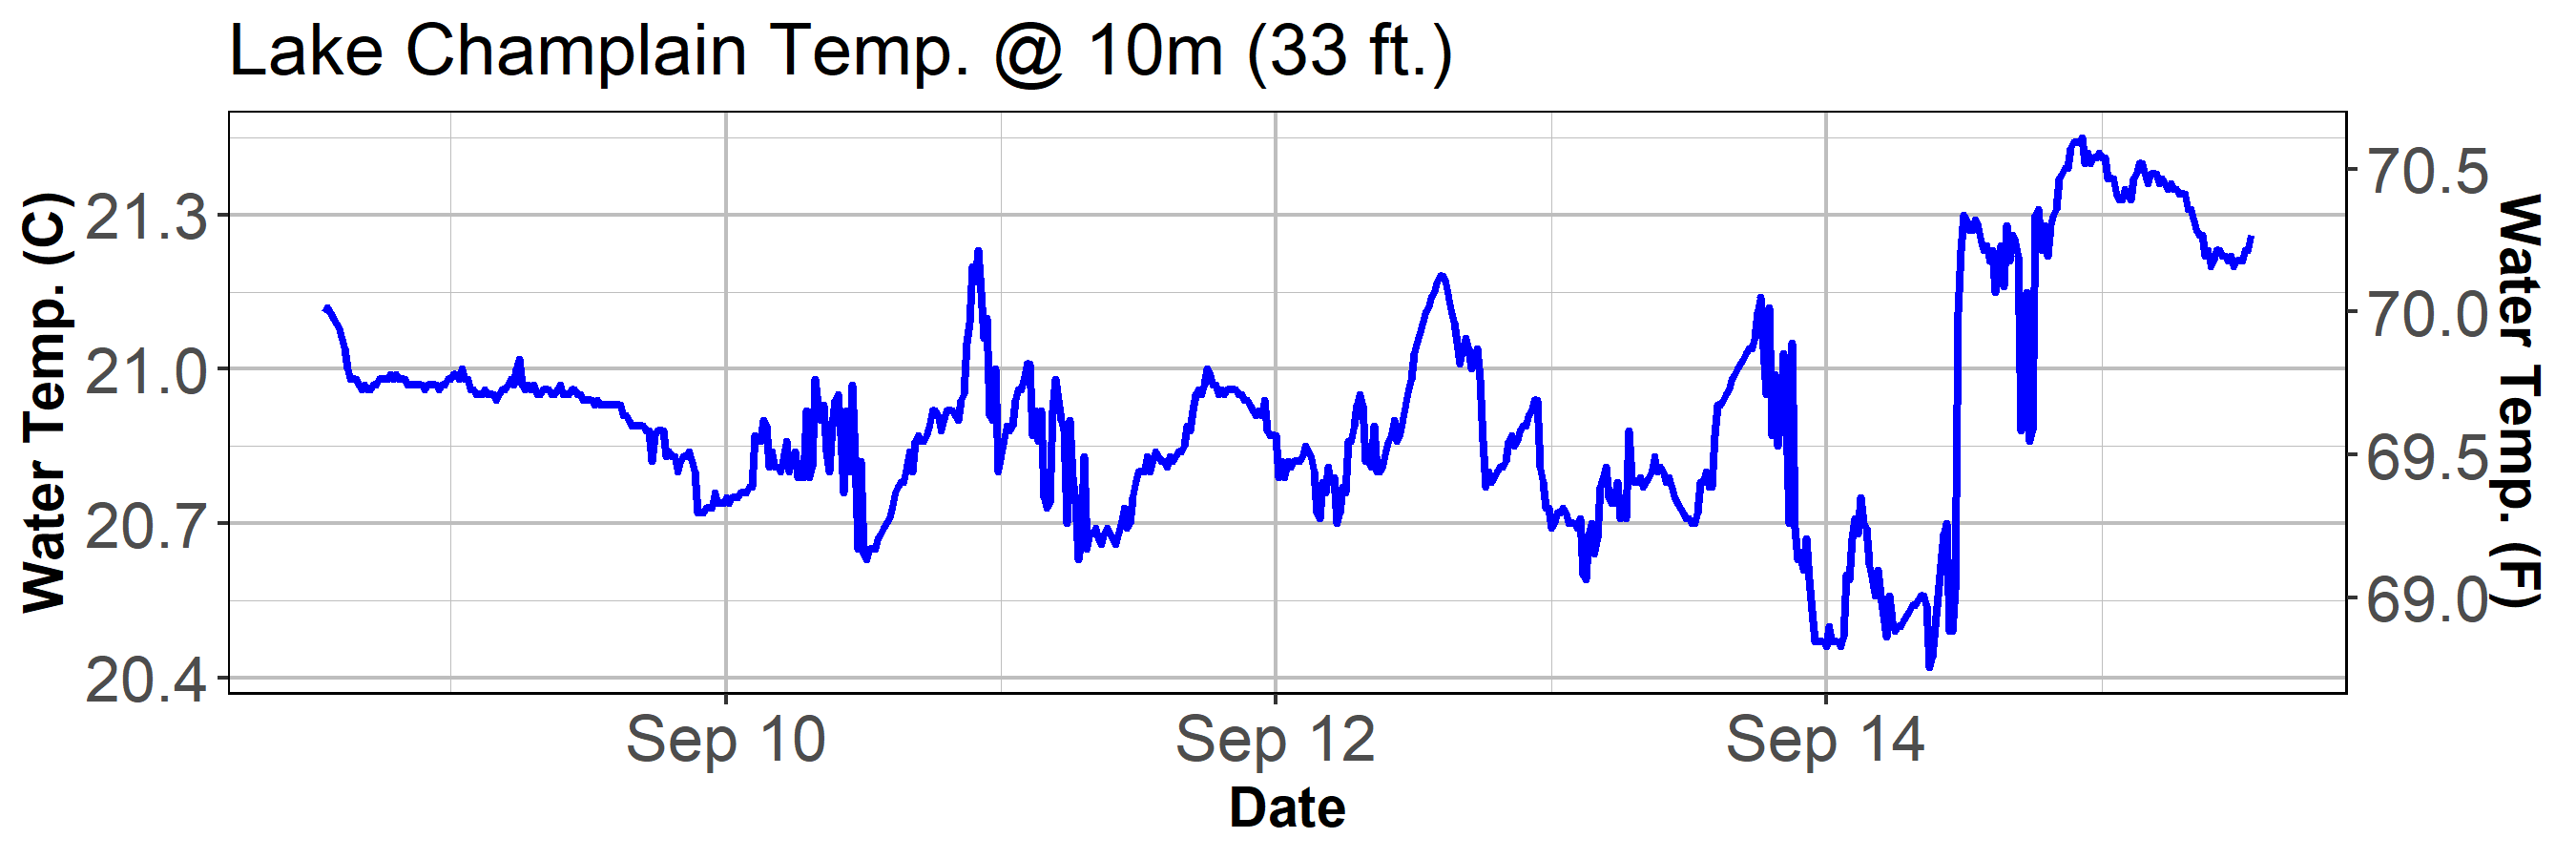 Lake Champlain Temp. @ 10m (33 ft.)
Water Temp. (C)
21.3
21.0
20.7
20.4
70.5
70.0
69.5
69.0
Water Temp. (F)
Sep 10
Sep 12
Sep 14
Date